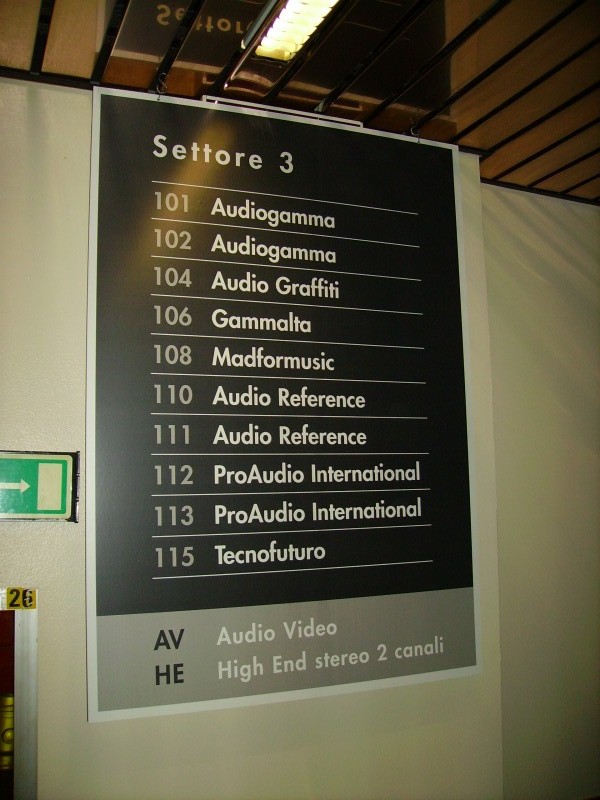 Settore
Settore 3
101 Audiogamma
102 Audiogamma
104 Audio Graffiti
106 Gammalta
108 Madformusic
110 Audio Reference
111 Audio Reference
112 ProAudio International
113 ProAudio International
115 Tecnofuturo
26
AV Audio Video
HE High End stereo 2 canali